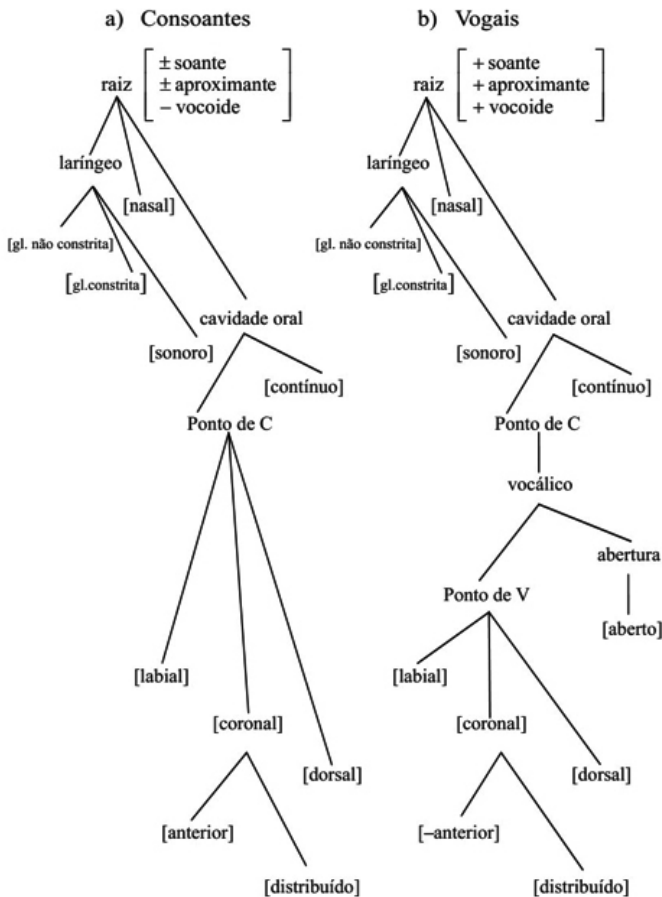 a) Consoantes
raiz
± soante
± aproximante
− vocoide
laríngeo
[nasal]
[gl. não constrita]
[gl.constrita]
cavidade oral
[sonoro]
[contínuo]
Ponto de C
[labial]
[coronal]
[dorsal]
[anterior]
[distribuído]
b) Vogais
raiz
+ soante
+ aproximante
+ vocoide
laríngeo
[nasal]
[gl. não constrita]
[gl.constrita]
cavidade oral
[sonoro]
[contínuo]
Ponto de C
vocálico
abertura
Ponto de V
[aberto]
[labial]
[coronal]
[dorsal]
[−anterior]
[distribuído]